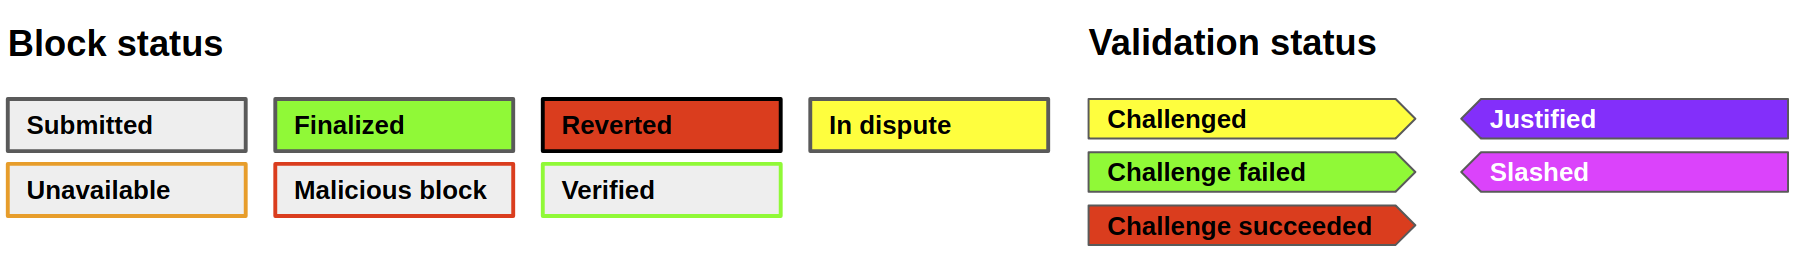 Block status
Submitted
Finalized
Reverted
In dispute
Unavailable
Malicious block
Verified
Validation status
Challenged
Justified
Challenge failed
Slashed
Challenge succeeded